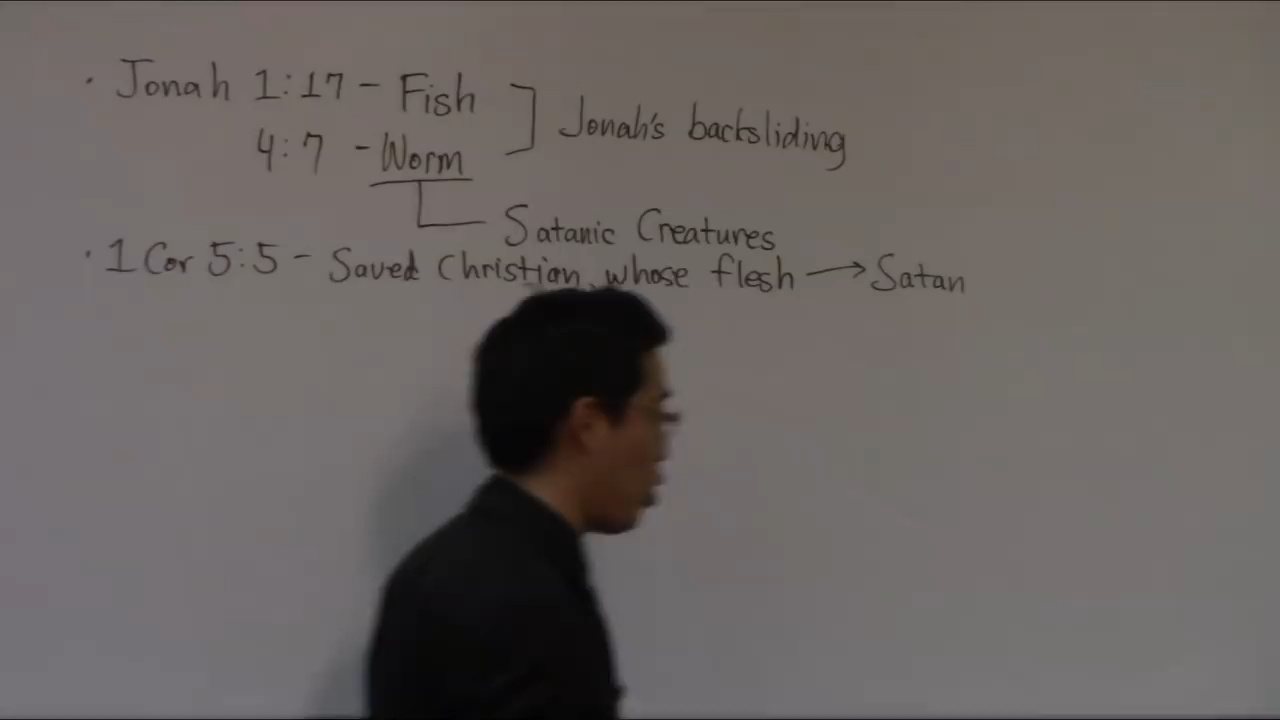 · Jonah 1:17 - Fish ] Jonah's backsliding
4:7 - Worm
Satanic Creatures
· 1 Cor 5:5 - Saved Christian, whose flesh → Satan